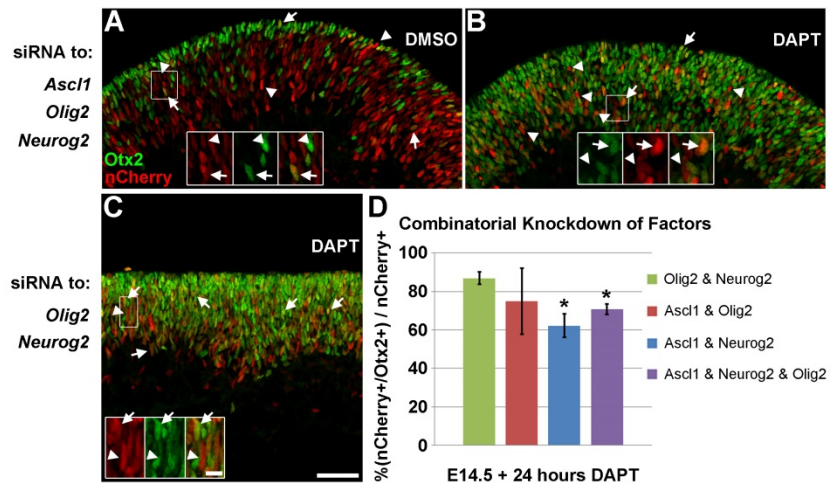 A
DMSO
siRNA to:
Ascl1
Olig2
Neurog2
Otx2
nCherry
B
DAPT
C
DAPT
siRNA to:
Olig2
Neurog2
D
Combinatorial Knockdown of Factors
%(nCherry+/Otx2+) / nCherry+
100
80
60
40
20
0
*
*
E14.5 + 24 hours DAPT
Olig2 & Neurog2
Ascl1 & Olig2
Ascl1 & Neurog2
Ascl1 & Neurog2 & Olig2